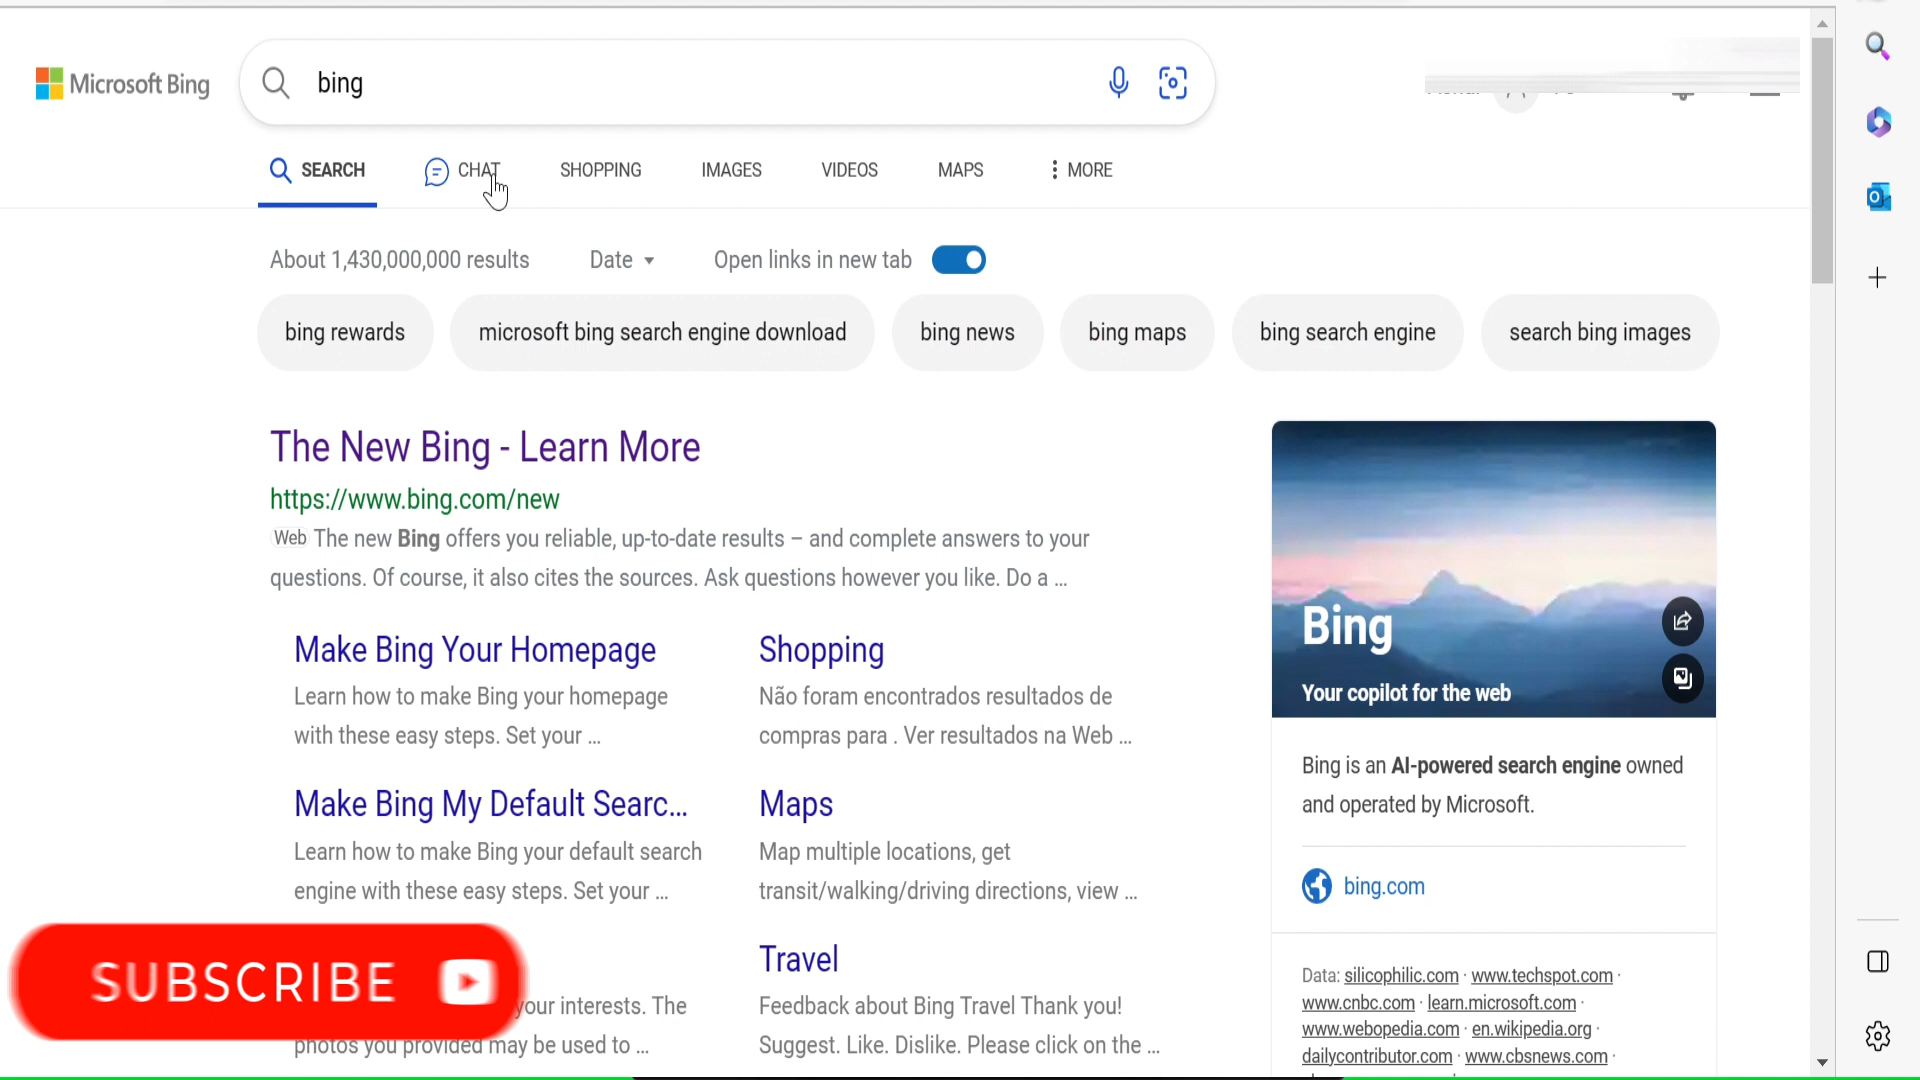 Microsoft Bing
bing
SEARCH
CHAT
SHOPPING
IMAGES
VIDEOS
MAPS
MORE
About 1,430,000,000 results
Date
Open links in new tab
bing rewards
microsoft bing search engine download
bing news
bing maps
bing search engine
search bing images
The New Bing - Learn More
https://www.bing.com/new
Web The new Bing offers you reliable, up-to-date results – and complete answers to your
questions. Of course, it also cites the sources. Ask questions however you like. Do a ...
Make Bing Your Homepage
Learn how to make Bing your homepage
with these easy steps. Set your ...
Shopping
Não foram encontrados resultados de
compras para . Ver resultados na Web ...
Make Bing My Default Searc...
Learn how to make Bing your default search
engine with these easy steps. Set your ...
Maps
Map multiple locations, get
transit/walking/driving directions, view ...
your interests. The
photos you provided may be used to ...
Travel
Feedback about Bing Travel Thank you!
Suggest. Like. Dislike. Please click on the ...
SUBSCRIBE
Bing
Your copilot for the web
Bing is an AI-powered search engine owned
and operated by Microsoft.
bing.com
Data: silicophilic.com · www.techspot.com ·
www.cnbc.com · learn.microsoft.com ·
www.webopedia.com · en.wikipedia.org ·
dailycontributor.com · www.cbsnews.com ·